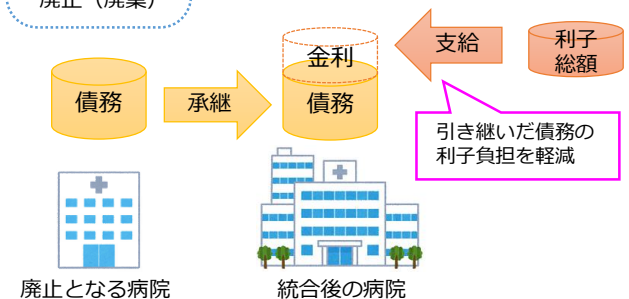 廃止（廃業）
支給
利子
総額
金利
債務
承継
債務
引き継いだ債務の
利子負担を軽減
廃止となる病院
統合後の病院